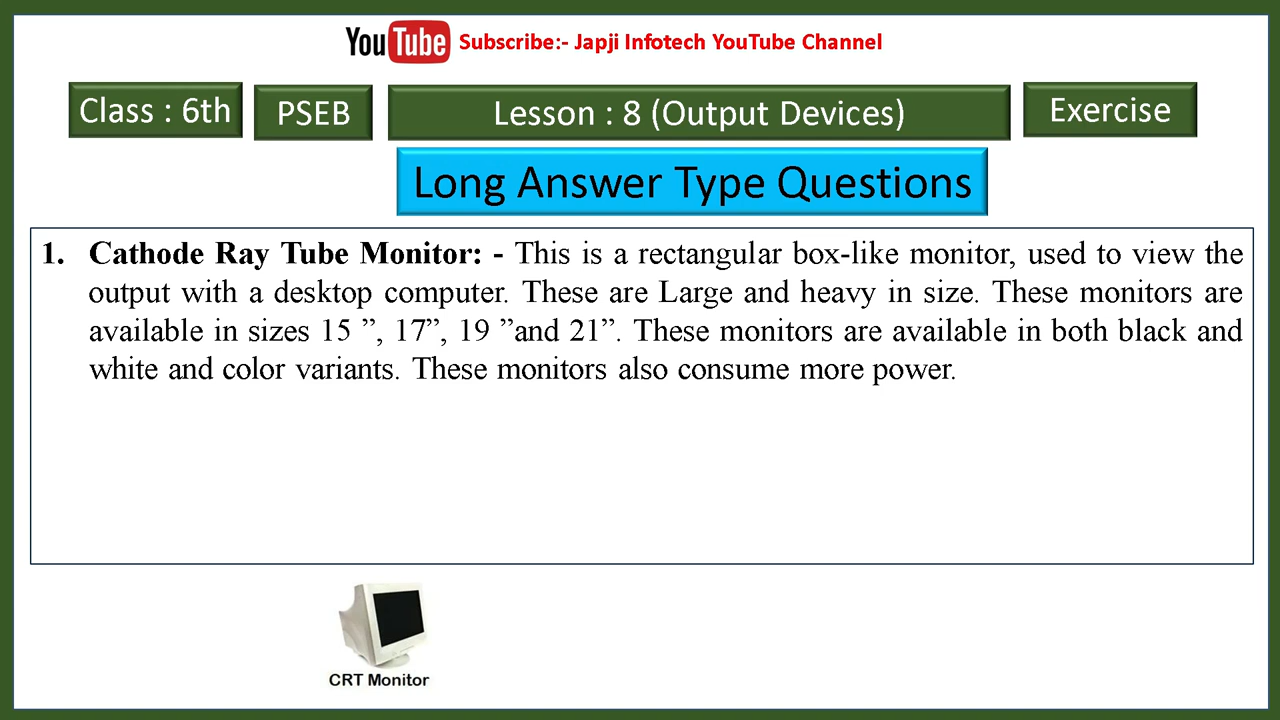 YouTube Subscribe:- Japji Infotech YouTube Channel
Class : 6th PSEB Lesson : 8 (Output Devices) Exercise
Long Answer Type Questions
1. Cathode Ray Tube Monitor: - This is a rectangular box-like monitor, used to view the
output with a desktop computer. These are Large and heavy in size. These monitors are
available in sizes 15 ”, 17”, 19 ”and 21”. These monitors are available in both black and
white and color variants. These monitors also consume more power.
CRT Monitor